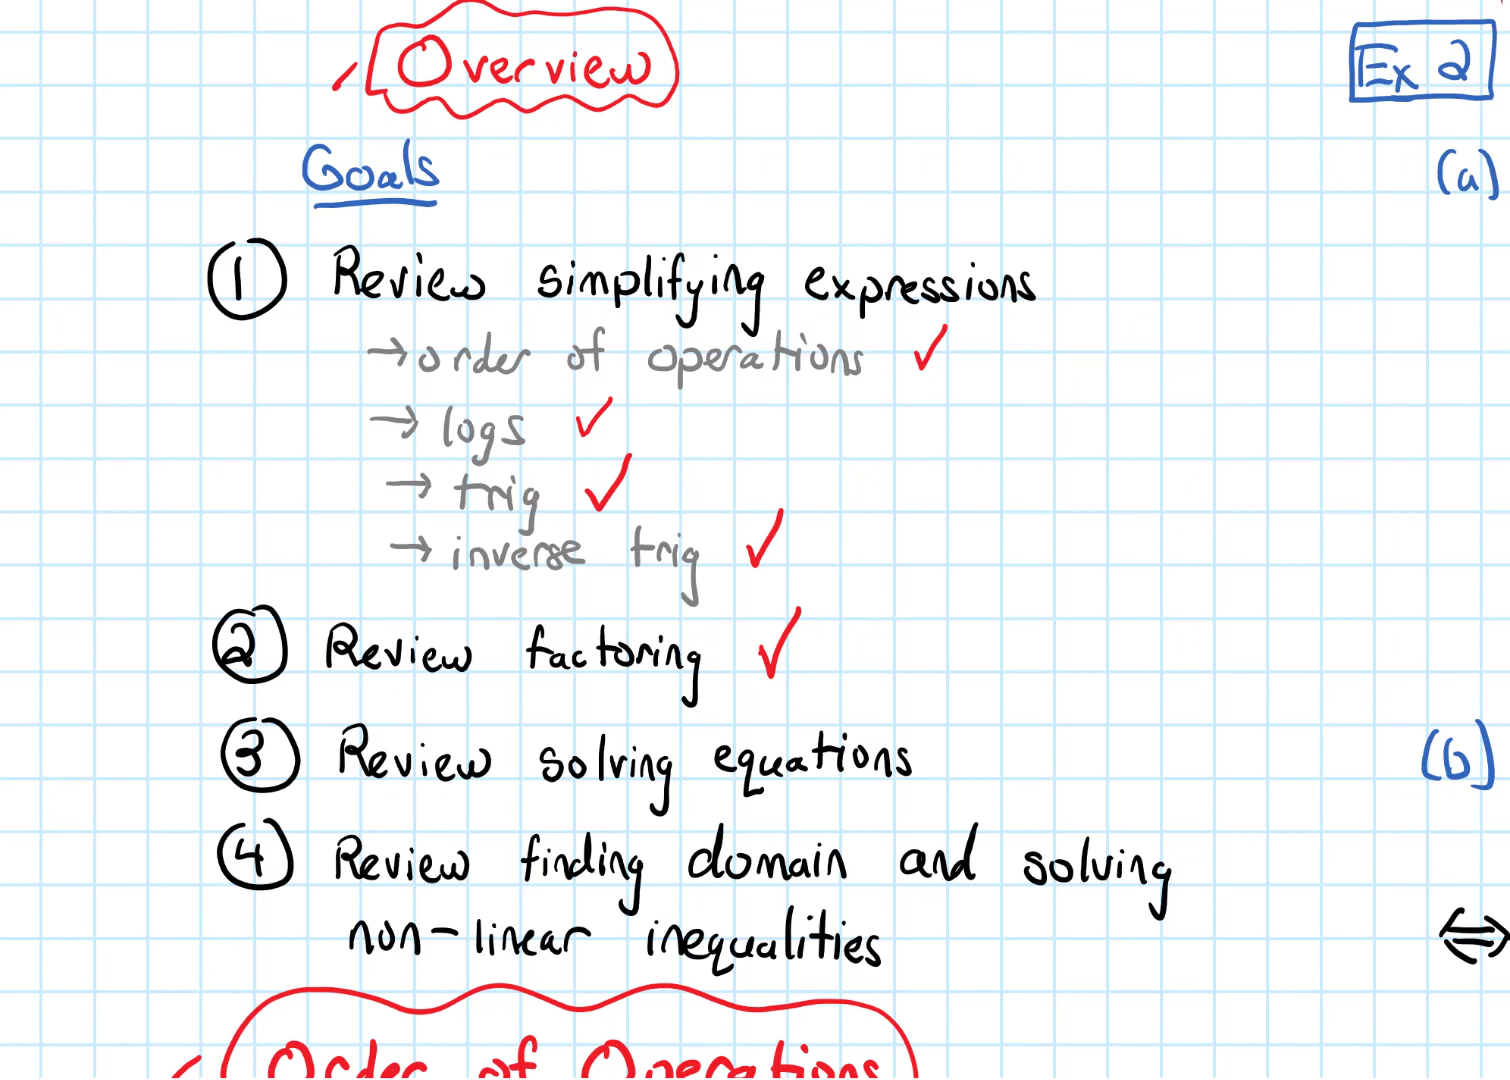 Overview
Goals
① Review simplifying expressions
→ order of operations ✓
→ logs ✓
→ trig ✓
→ inverse trig ✓
② Review factoring ✓
③ Review solving equations
④ Review finding domain and solving
non-linear inequalities
Order of Operations
Ex 2
(a)
(b)
⇔